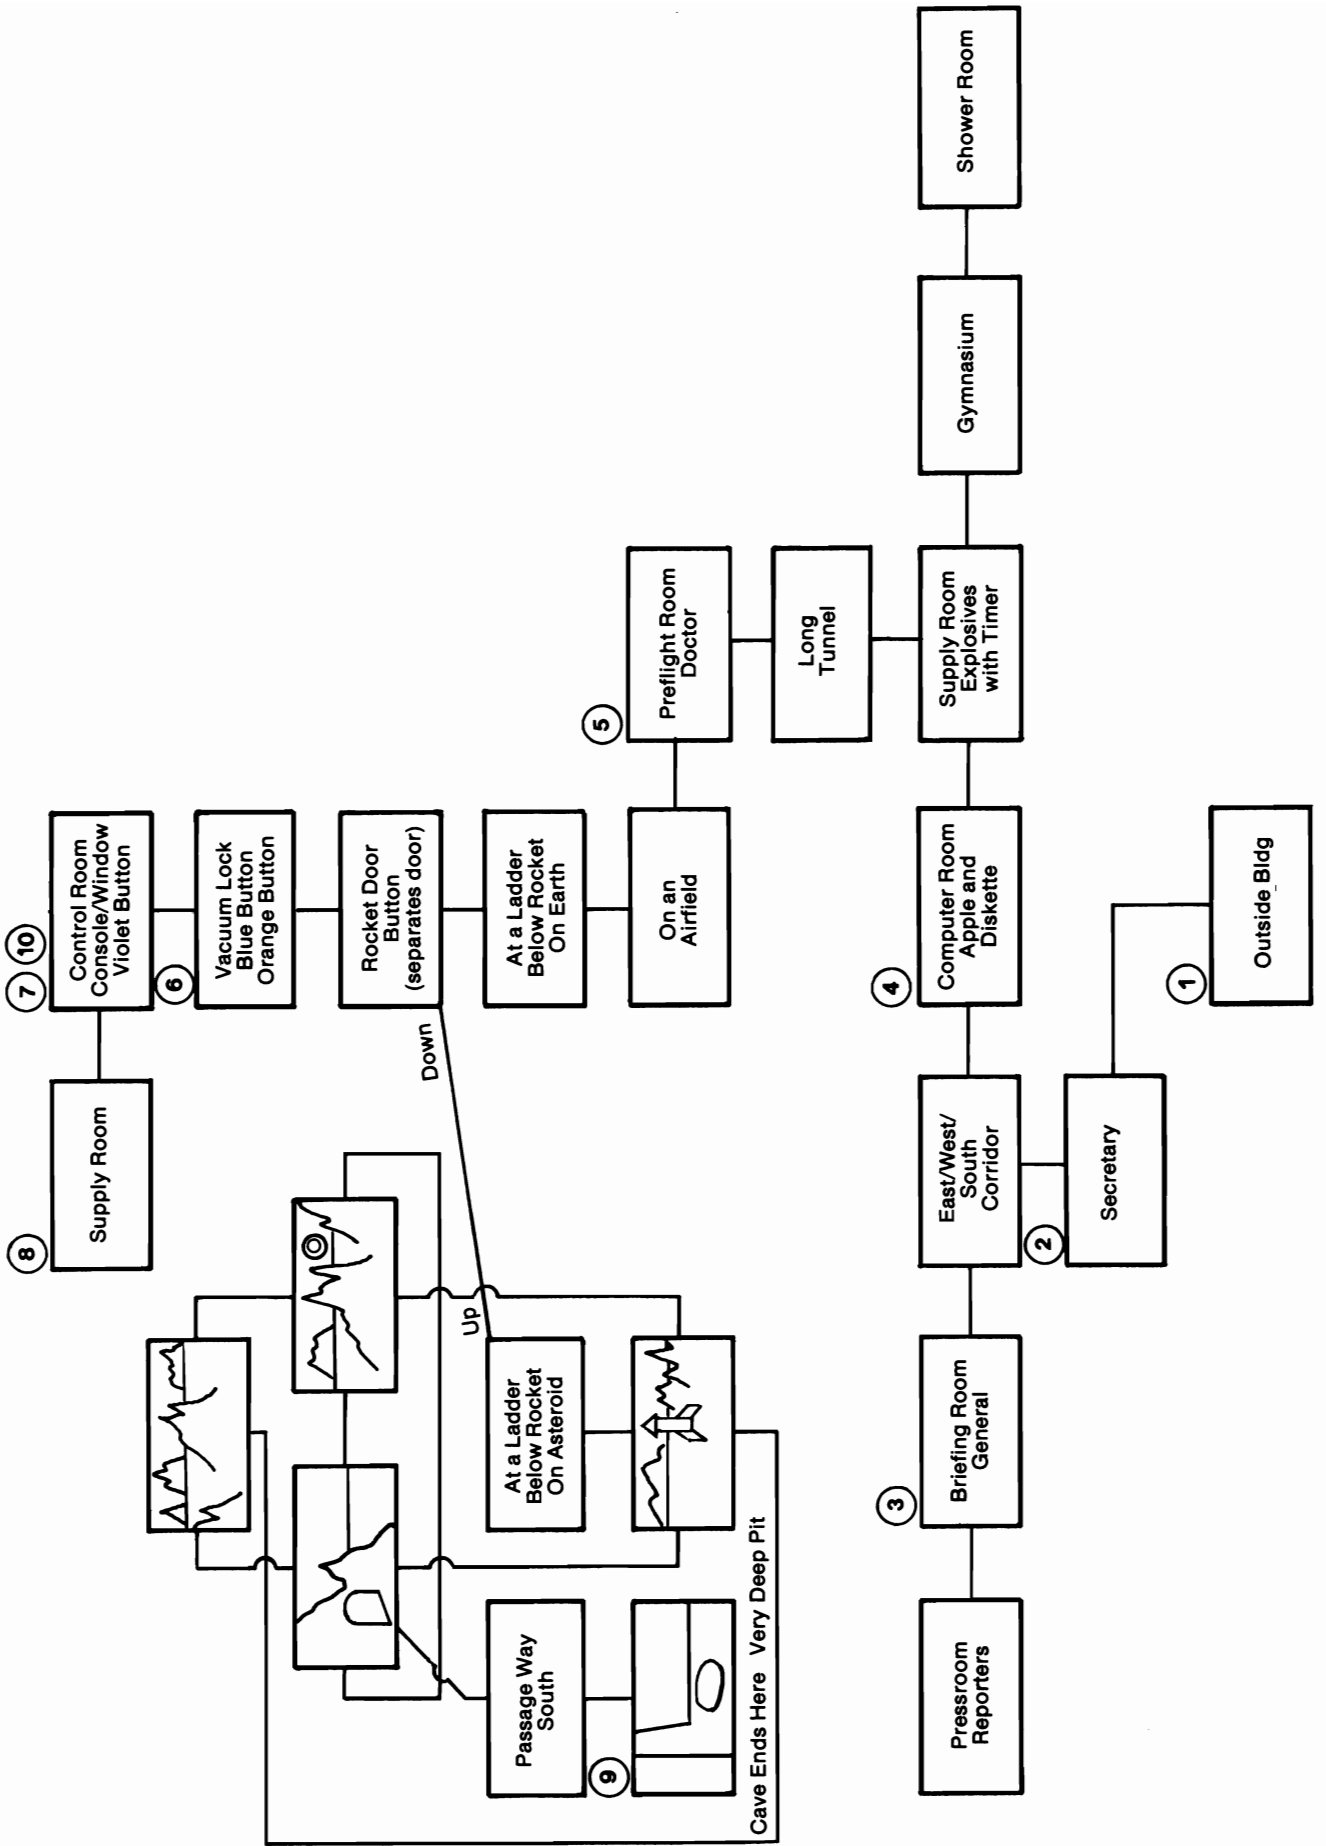 8
Supply Room
7
10
Control Room
Console/Window
Violet Button
6
Vacuum Lock
Blue Button
Orange Button
Rocket Door
Button
(separates door)
Down
Up
Passage Way
South
At a Ladder
Below Rocket
On Asteroid
At a Ladder
Below Rocket
On Earth
9
Cave Ends Here Very Deep Pit
On an
Airfield
5
Preflight Room
Doctor
Long
Tunnel
Pressroom
Reporters
3
Briefing Room
General
East/West/
South
Corridor
4
Computer Room
Apple and
Diskette
Supply Room
Explosives
with Timer
Gymnasium
Shower Room
2
Secretary
1
Outside Bldg